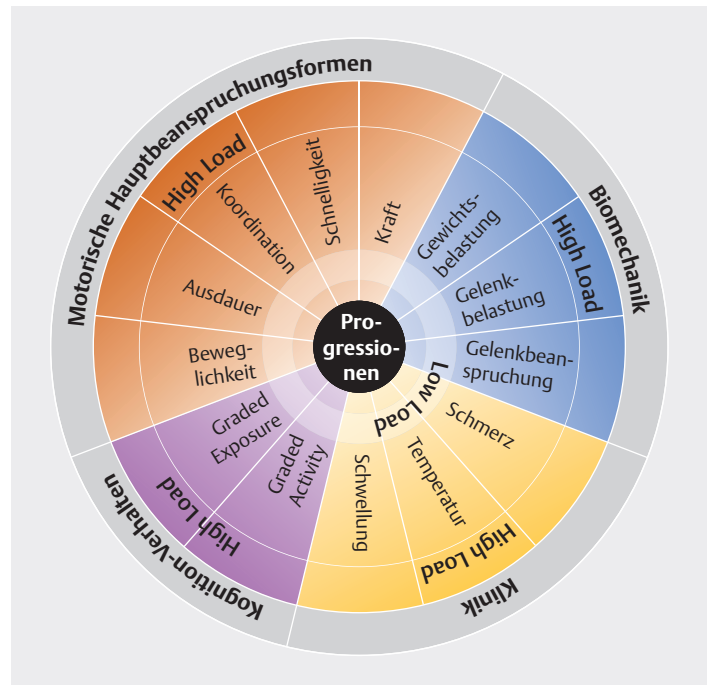 Motorische Hauptbeanspruchungsformen
High Load
Beweg-
lichkeit
Ausdauer
Koordination
Schnelligkeit
Kraft
Biomechanik
High Load
Gewichts-
belastung
Gelenk-
belastung
Gelenkbean-
spruchung
Pro-
gressio-
nen
Low Load
Klinik
High Load
Schmerz
Temperatur
Schwellung
Kognition-Verhalten
High Load
Graded
Activity
Graded
Exposure